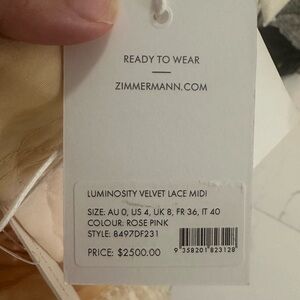 READY TO WEAR
ZIMMERMANN.COM
LUMINOSITY VELVET LACE MIDI
SIZE: AU 0, US 4, UK 8, FR 36, IT 40
COLOUR: ROSE PINK
STYLE: 8497DF231
PRICE: $2500.00
9 358201 823128